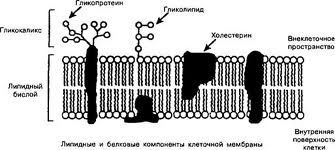 Гликопротеин
Гликолипид
Гликокаликс
Холестерин
Внеклеточное
пространство
Липидный
бислой
Внутренняя
поверхность
клетки
Липидные и белковые компоненты клеточной мембраны